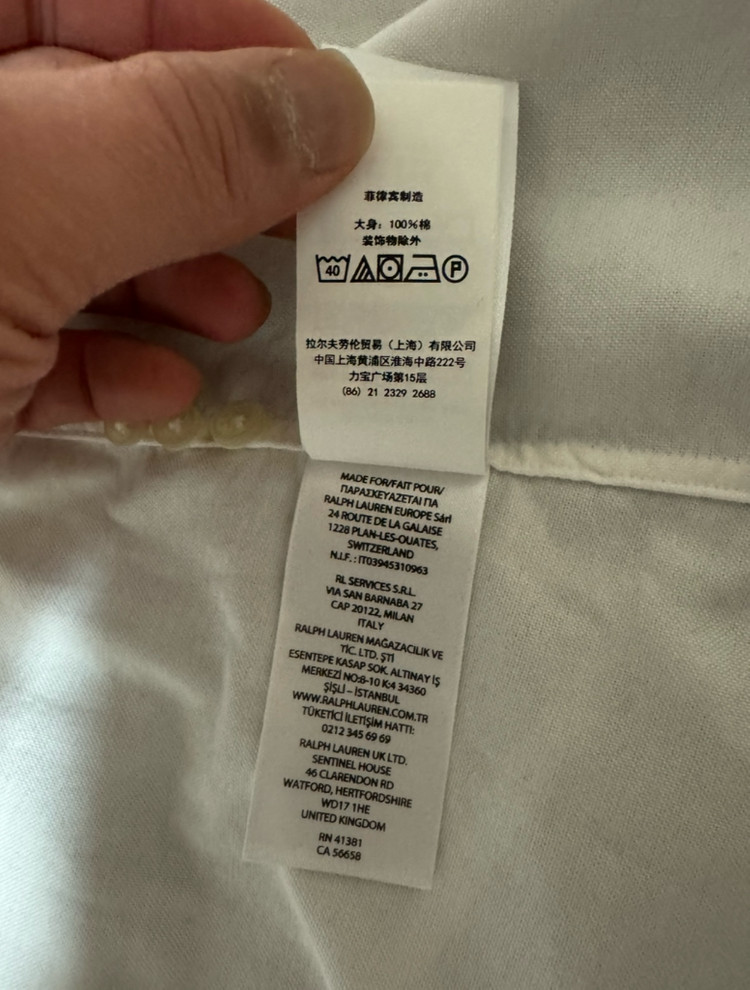 菲律宾制造
大身：100%棉
装饰物除外
40 P
拉尔夫劳伦贸易（上海）有限公司
中国上海黄浦区淮海中路222号
力宝广场第15层
(86) 21 2329 2688
MADE FOR/FAIT POUR/
ΠΑΡΑΣΚΕΥΑΖΕΤΑΙ ΓΙΑ
RALPH LAUREN EUROPE Sárl
24 ROUTE DE LA GALAISE
1228 PLAN-LES-OUATES,
SWITZERLAND
N.I.F. : IT03945310963
RL SERVICES S.R.L.
VIA SAN BARNABA 27
CAP 20122, MILAN
ITALY
RALPH LAUREN MAĞAZACILIK VE
TİC. LTD. ŞTİ
ESENTEPE KASAP SOK. ALTINAY İŞ
MERKEZİ NO:8-10 K:4 34360
ŞİŞLİ – İSTANBUL
WWW.RALPHLAUREN.COM.TR
TÜKETİCİ İLETİŞİM HATTI:
0212 345 69 69
RALPH LAUREN UK LTD.
SENTINEL HOUSE
46 CLARENDON RD
WATFORD, HERTFORDSHIRE
WD17 1HE
UNITED KINGDOM
RN 41381
CA 56658